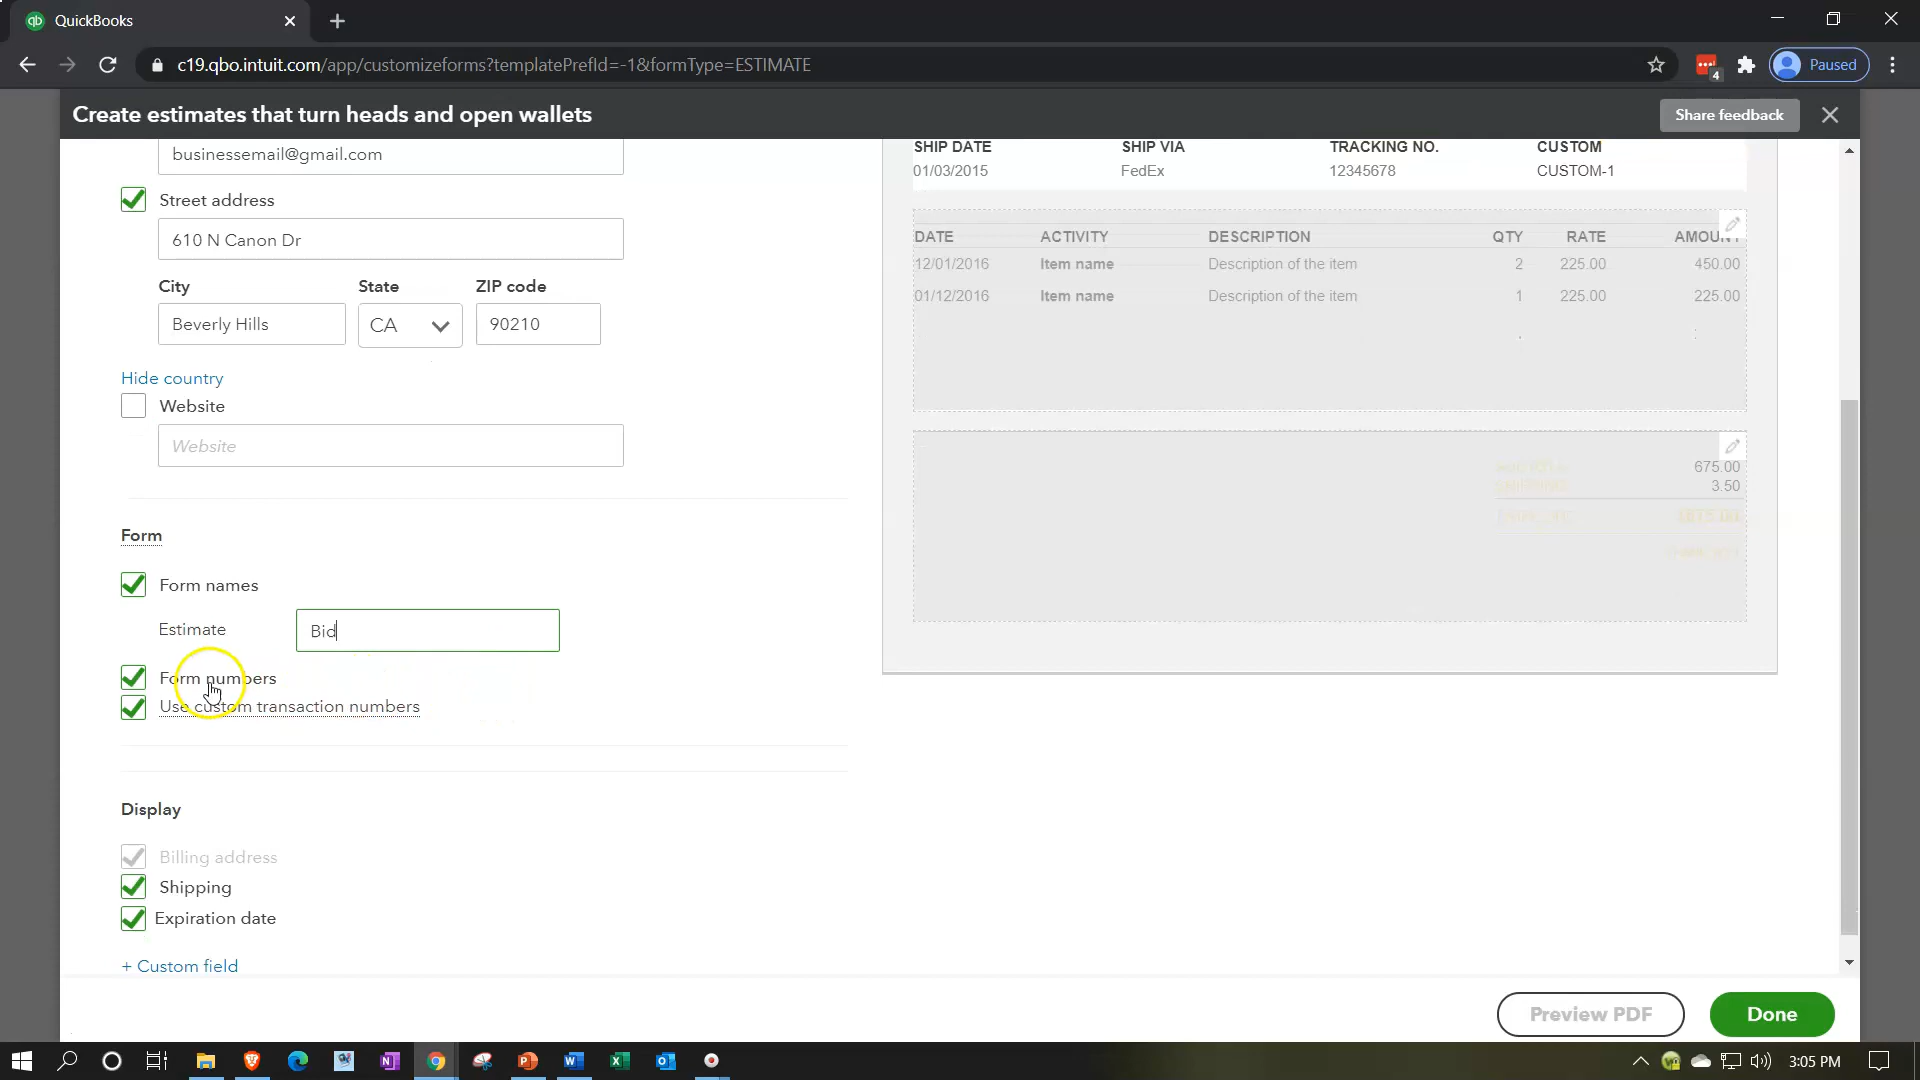 QuickBooks
c19.qbo.intuit.com/app/customizeforms?templatePrefId=-1&formType=ESTIMATE
4
Paused
Create estimates that turn heads and open wallets
Share feedback
businessemail@gmail.com
Street address
610 N Canon Dr
City
State
ZIP code
Beverly Hills
CA
90210
Hide country
Website
Website
Form
Form names
Estimate
Bid
Form numbers
Use custom transaction numbers
Display
Billing address
Shipping
Expiration date
+ Custom field
SHIP DATE SHIP VIA TRACKING NO. CUSTOM
01/03/2015 FedEx 12345678 CUSTOM-1
DATE ACTIVITY DESCRIPTION QTY RATE
12/01/2016 Item name Description of the item 2 225.00 450.00
01/12/2016 Item name Description of the item 1 225.00 225.00
675.00
3.50
Preview PDF
Done
3:05 PM